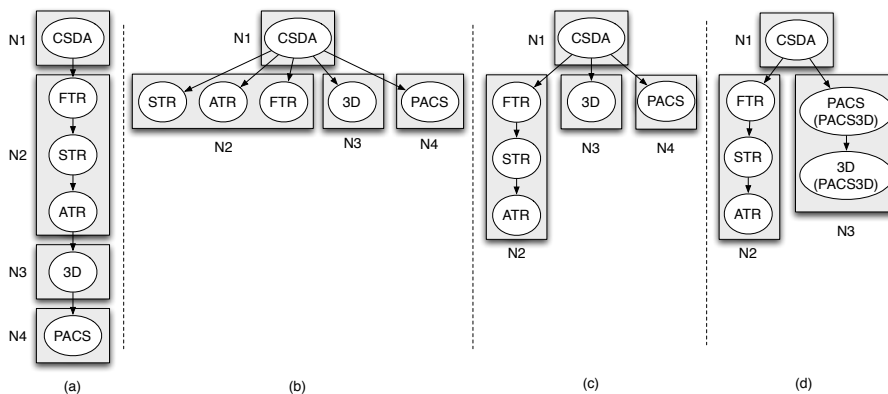 N1
CSDA
FTR
N2
STR
ATR
N3
3D
N4
PACS
(a)
N1
CSDA
STR
ATR
FTR
3D
PACS
N2
N3
N4
(b)
N1
CSDA
FTR
3D
PACS
N3
N4
STR
ATR
N2
(c)
N1
CSDA
FTR
PACS
(PACS3D)
STR
3D
(PACS3D)
ATR
N3
N2
(d)